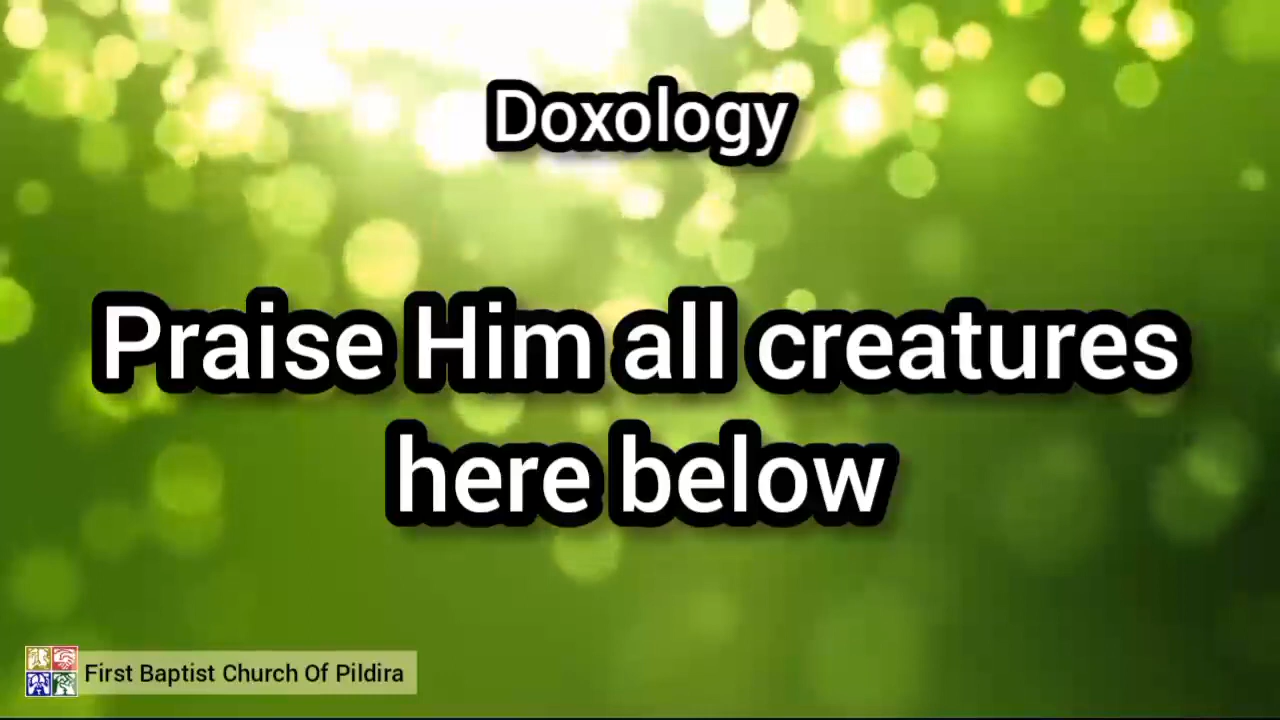 Doxology
Praise Him all creatures
here below
First Baptist Church Of Pildira